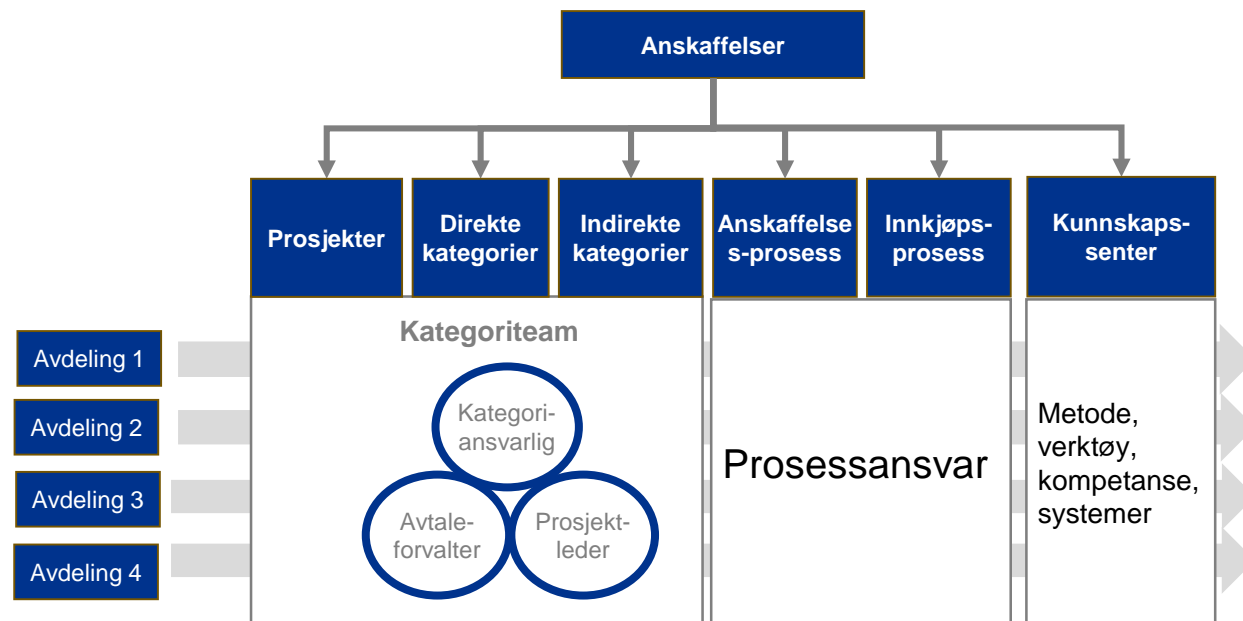 Anskaffelser
Prosjekter
Direkte
kategorier
Indirekte
kategorier
Anskaffelse
s-prosess
Innkjøps-
prosess
Kunnskaps-
senter
Kategoriteam
Avdeling 1
Avdeling 2
Avdeling 3
Avdeling 4
Kategori-
ansvarlig
Avtale-
forvalter
Prosjekt-
leder
Prosessansvar
Metode,
verktøy,
kompetanse,
systemer